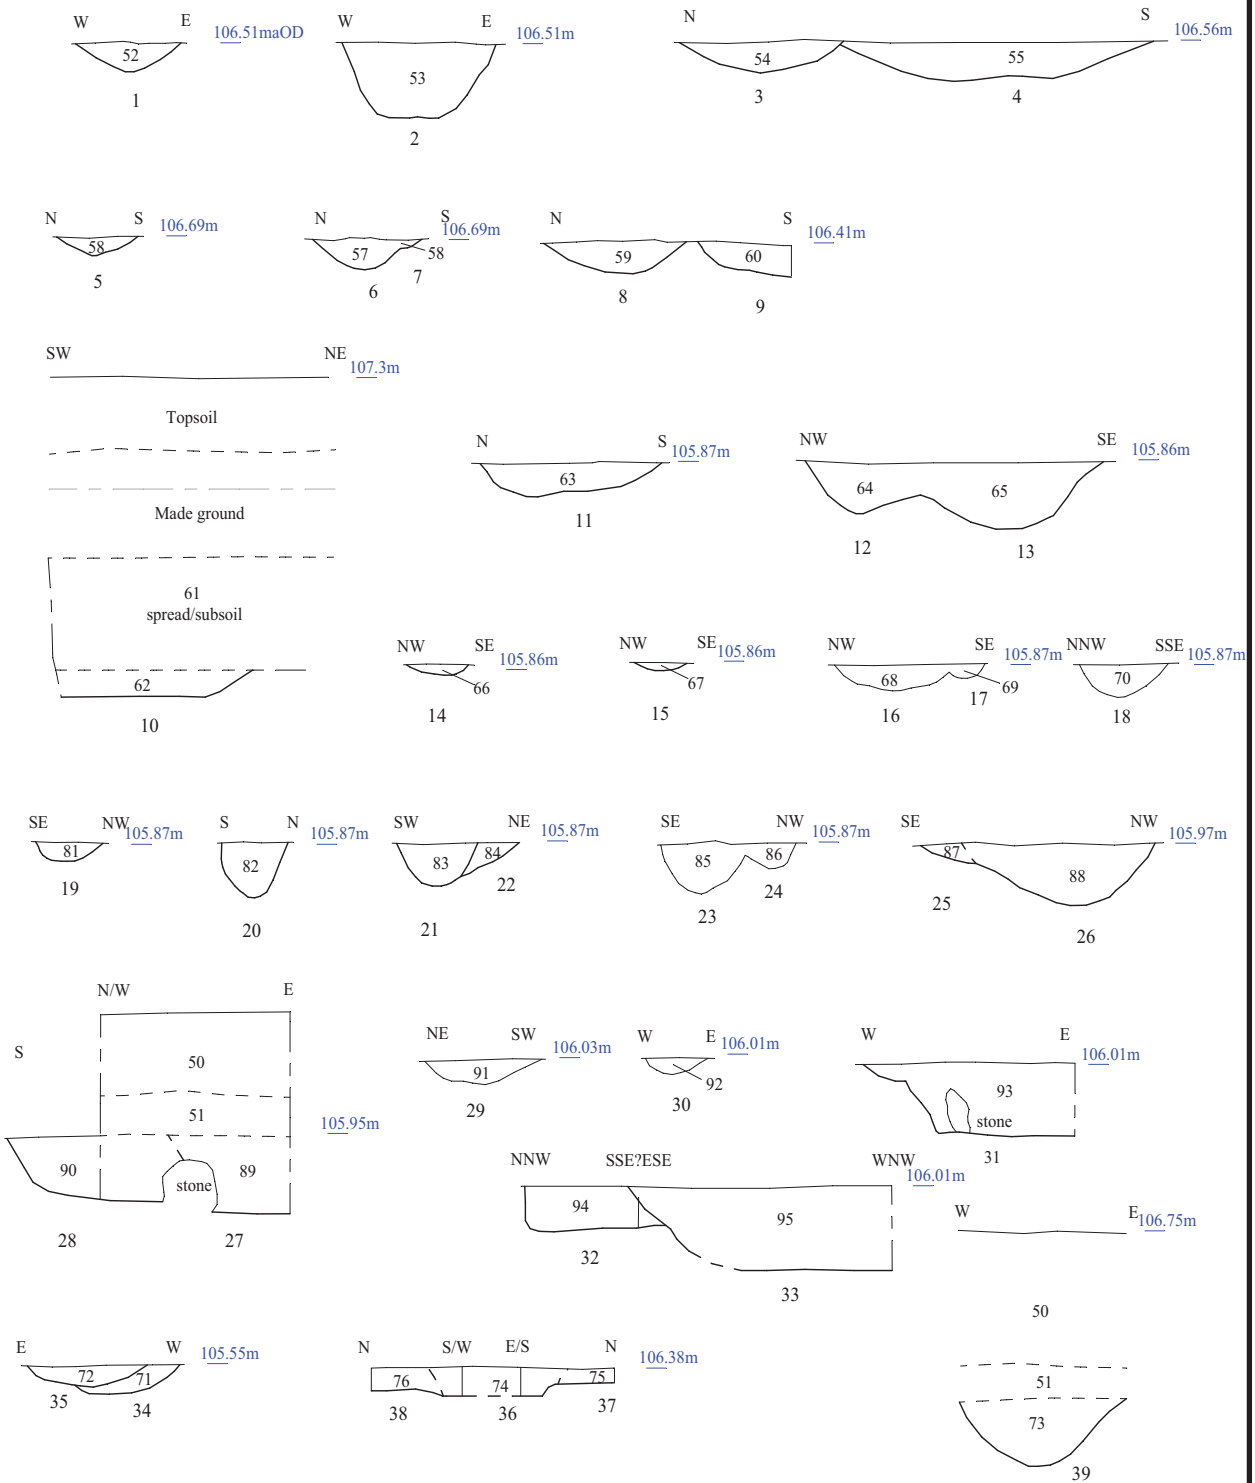 W E 106.51maOD
52
1
W E 106.51m
53
2
N S 106.56m
54 55
3 4
N S 106.69m
58
5
N S 106.69m
57 58
6 7
N S 106.41m
59 60
8 9
SW NE 107.3m
Topsoil
Made ground
61
spread/subsoil
62
10
N S 105.87m
63
11
NW SE 105.86m
64 65
12 13
NW SE 105.86m
66
14
NW SE 105.86m
67
15
NW SE 105.87m
68 69
16 17
NNW SSE 105.87m
70
18
SE NW 105.87m
81
19
S N 105.87m
82
20
SW NE 105.87m
83 84
21 22
SE NW 105.87m
85 86
23 24
SE NW 105.97m
87 88
25 26
N/W E
S
50
51 105.95m
90 89
stone
28 27
NE SW 106.03m
91
29
W E 106.01m
92
30
W E 106.01m
93
stone
31
NNW SSE?ESE WNW 106.01m
94 95
32 33
W E 106.75m
50
51
73
39
E W 105.55m
72 71
35 34
N S/W E/S N 106.38m
76 74 75
38 36 37